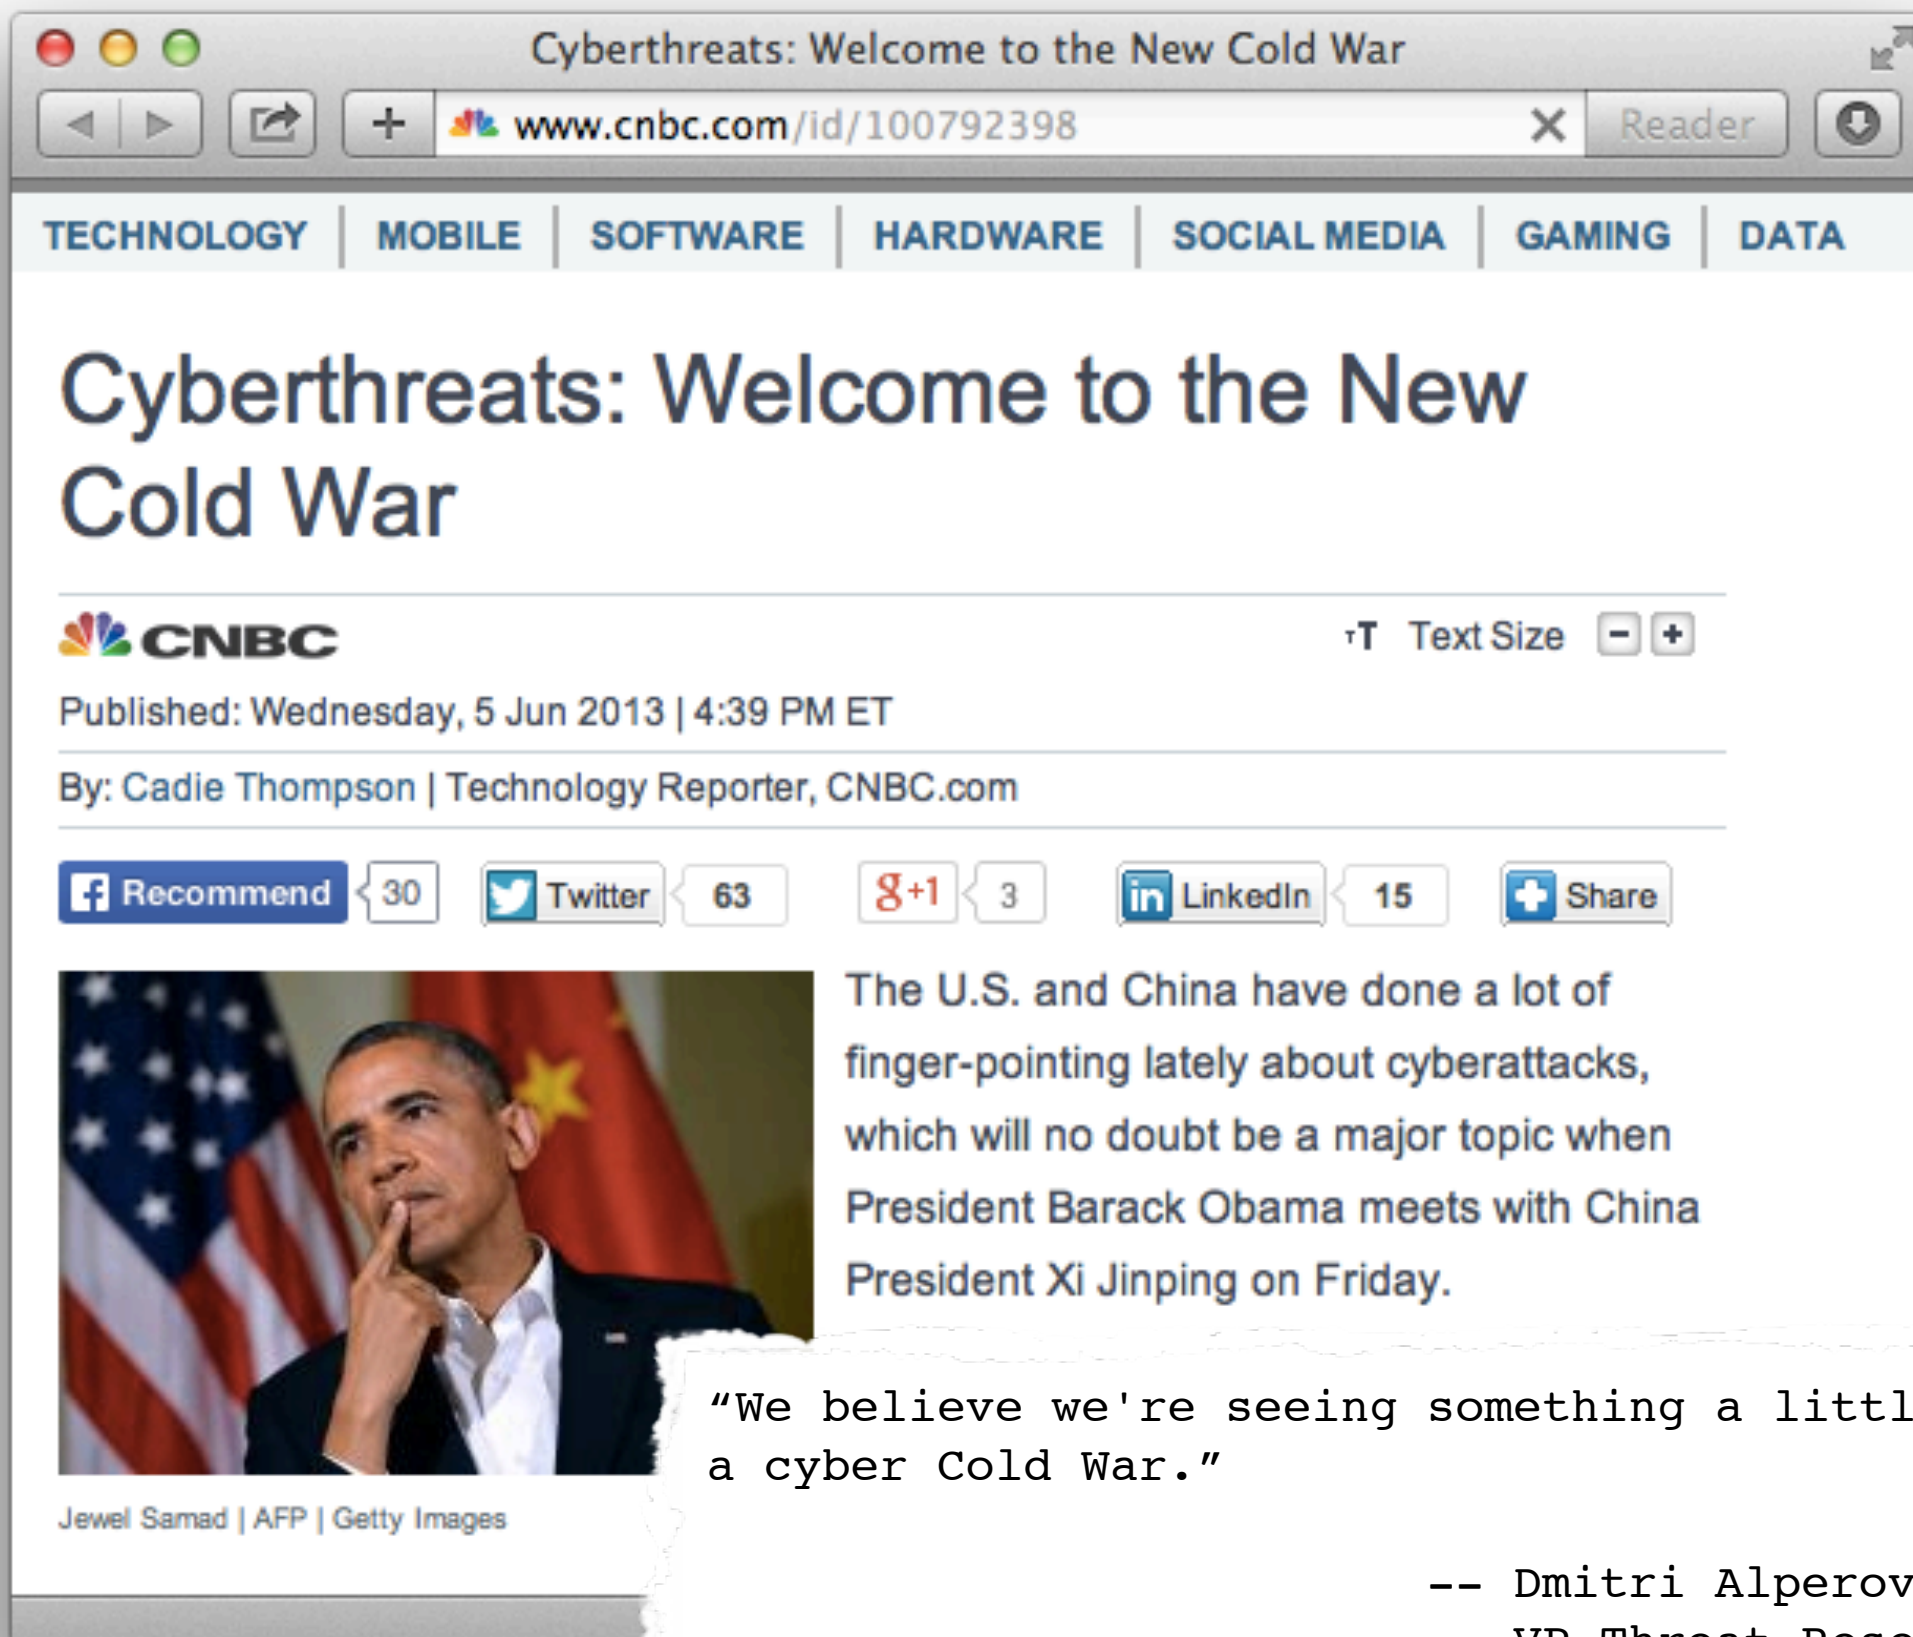 Cyberthreats: Welcome to the New Cold War
www.cnbc.com/id/100792398
Reader
TECHNOLOGY | MOBILE | SOFTWARE | HARDWARE | SOCIAL MEDIA | GAMING | DATA
Cyberthreats: Welcome to the New
Cold War
CNBC
TT Text Size - +
Published: Wednesday, 5 Jun 2013 | 4:39 PM ET
By: Cadie Thompson | Technology Reporter, CNBC.com
f Recommend 30 Twitter 63 g+1 3 in LinkedIn 15 Share
The U.S. and China have done a lot of
finger-pointing lately about cyberattacks,
which will no doubt be a major topic when
President Barack Obama meets with China
President Xi Jinping on Friday.
“We believe we're seeing something a littl
a cyber Cold War.”
Jewel Samad | AFP | Getty Images
-- Dmitri Alperov